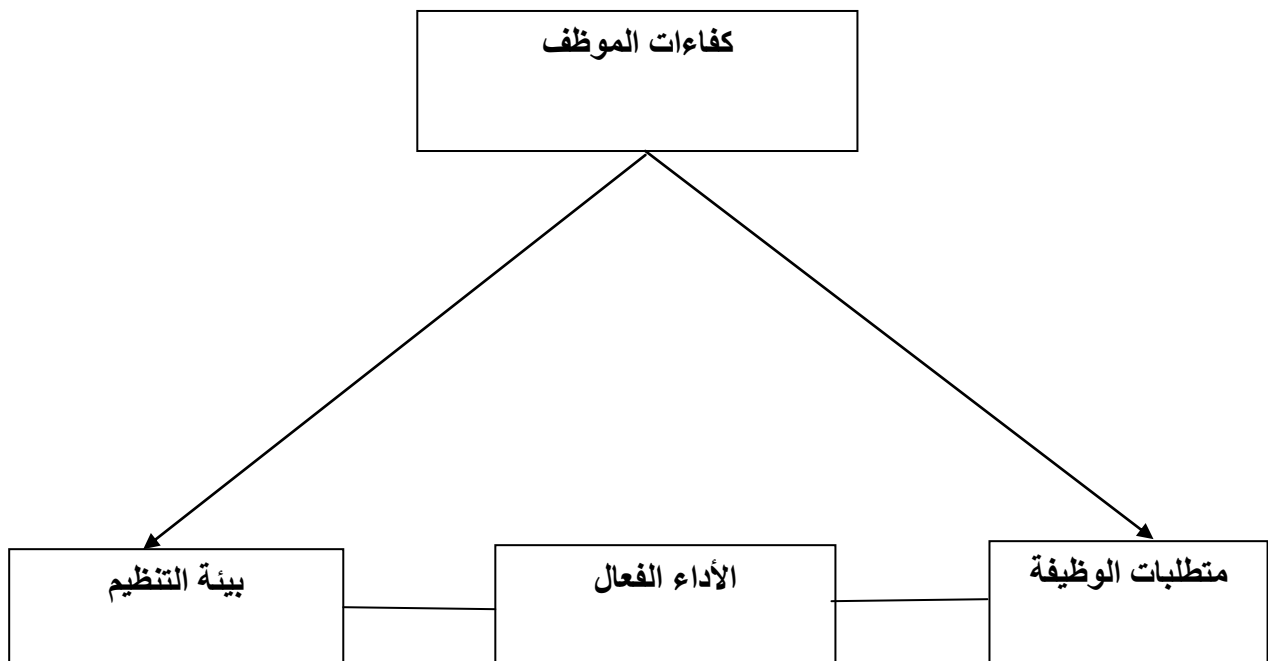 كفاءات الموظف
متطلبات الوظيفة
الأداء الفعال
بيئة التنظيم